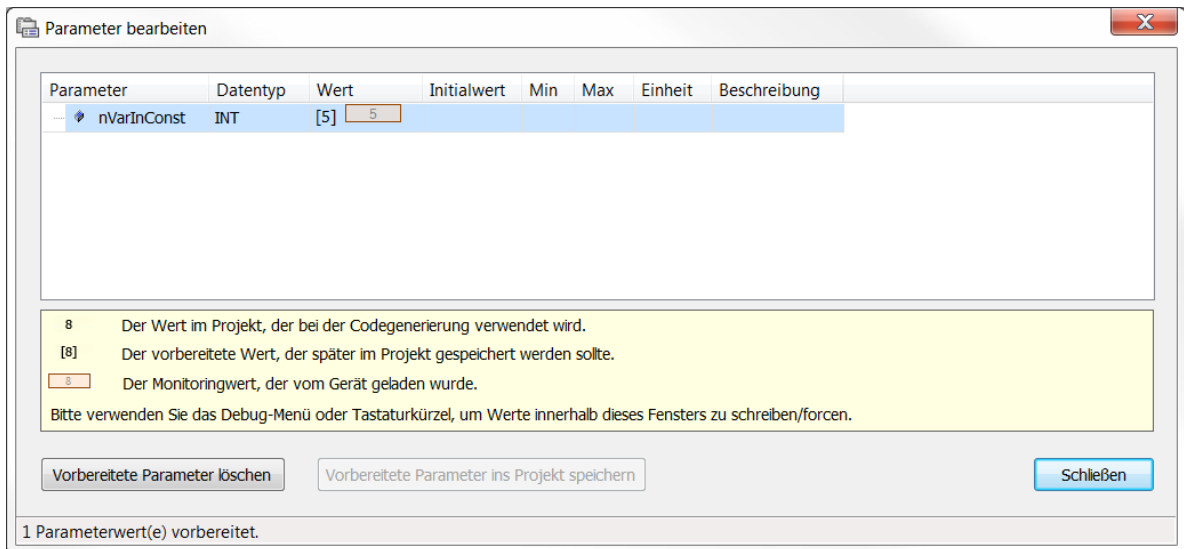 Parameter bearbeiten
Parameter Datentyp Wert Initialwert Min Max Einheit Beschreibung
nVarInConst INT [5] 5
8 Der Wert im Projekt, der bei der Codegenerierung verwendet wird.
[8] Der vorbereitete Wert, der später im Projekt gespeichert werden sollte.
8 Der Monitoringwert, der vom Gerät geladen wurde.
Bitte verwenden Sie das Debug-Menü oder Tastaturkürzel, um Werte innerhalb dieses Fensters zu schreiben/forcen.
Vorbereitete Parameter löschen Vorbereitete Parameter ins Projekt speichern Schließen
1 Parameterwert(e) vorbereitet.